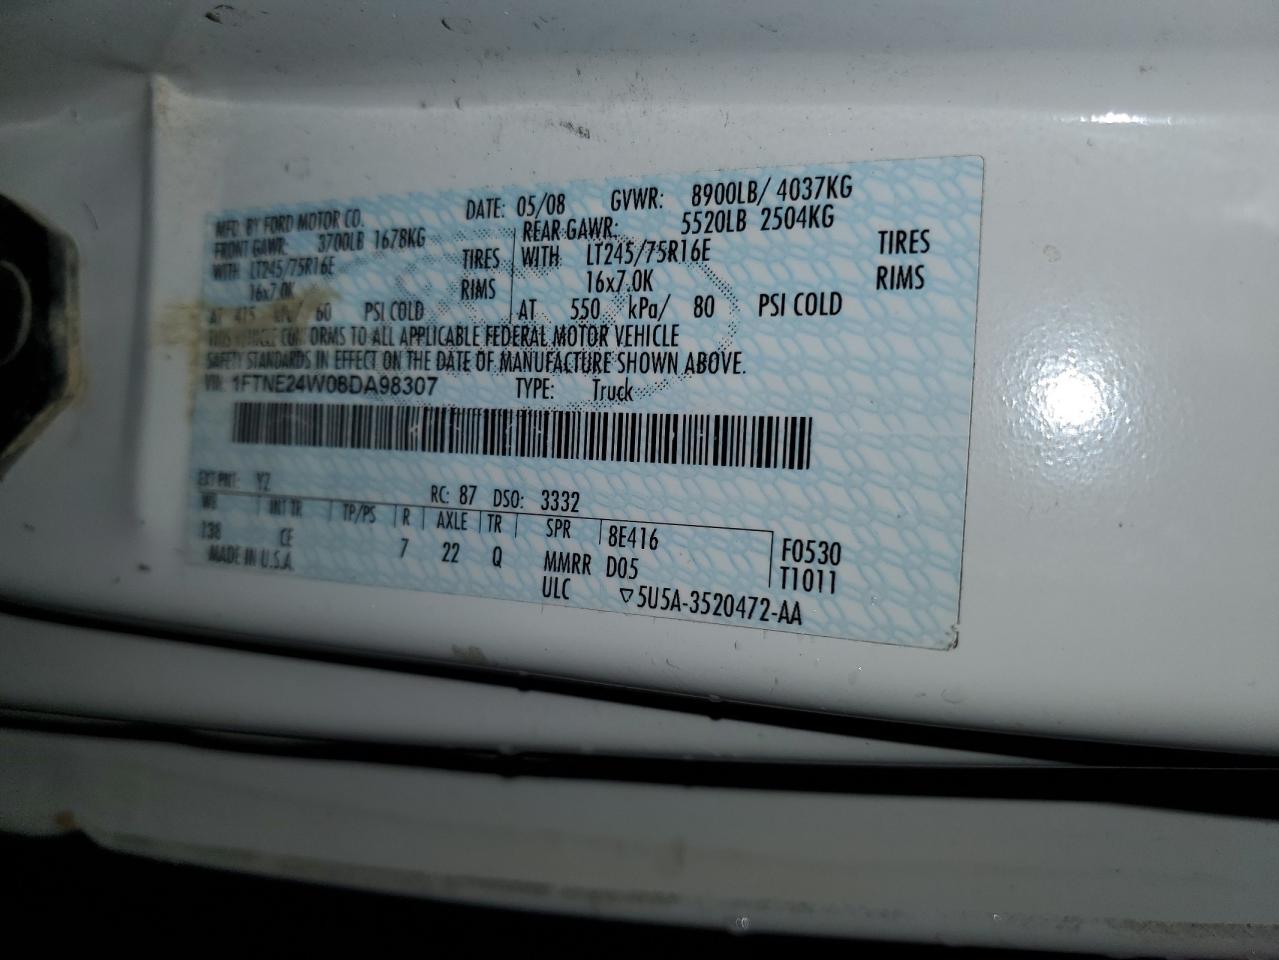 MFD. BY FORD MOTOR CO. DATE: 05/08 GVWR: 8900LB/ 4037KG
FRONT GAWR: 3700LB 1678KG REAR GAWR: 5520LB 2504KG
WITH LT245/75R16E TIRES WITH LT245/75R16E TIRES
16x7.0K RIMS 16x7.0K RIMS
AT 415 kPa/ 60 PSI COLD AT 550 kPa/ 80 PSI COLD
THIS VEHICLE CONFORMS TO ALL APPLICABLE FEDERAL MOTOR VEHICLE
SAFETY STANDARDS IN EFFECT ON THE DATE OF MANUFACTURE SHOWN ABOVE.
VIN: 1FTNE24W08DA98307 TYPE: Truck
EXT PNT: YZ RC: 87 DSO: 3332
WB INT TR TP/PS R AXLE TR SPR 8E416 F0530
138 CE 7 22 Q MMRR D05 T1011
MADE IN U.S.A. ULC ▽5U5A-3520472-AA